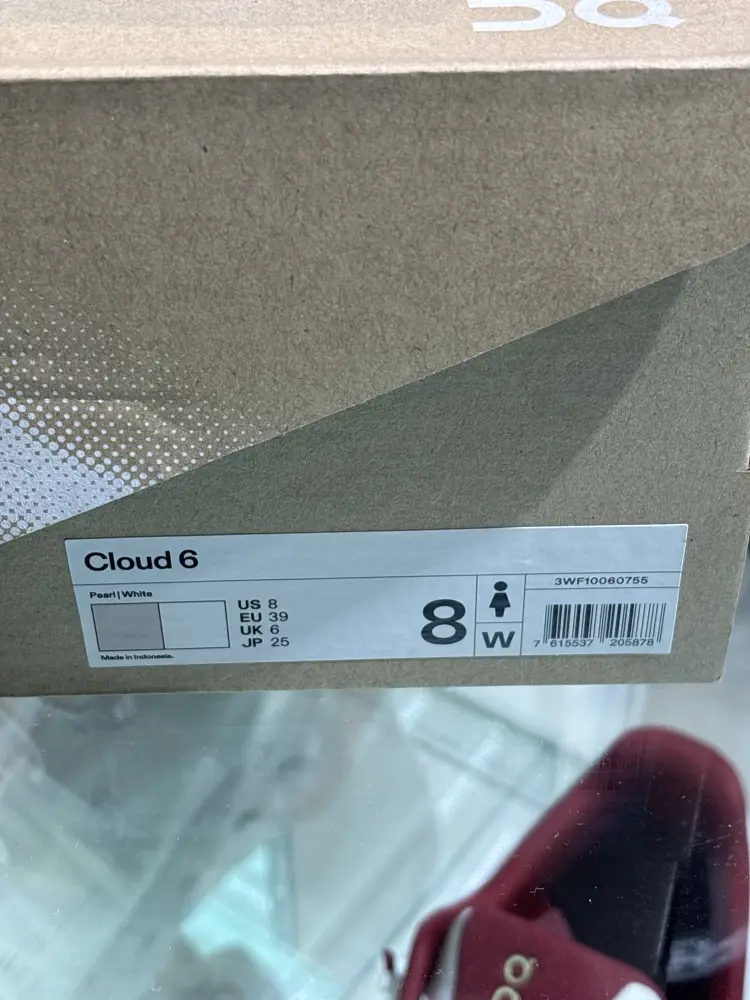 Cloud 6
Pearl | White
US 8
EU 39
UK 6
JP 25
Made in Indonesia.
8
W
3WF10060755
7 615537 205878